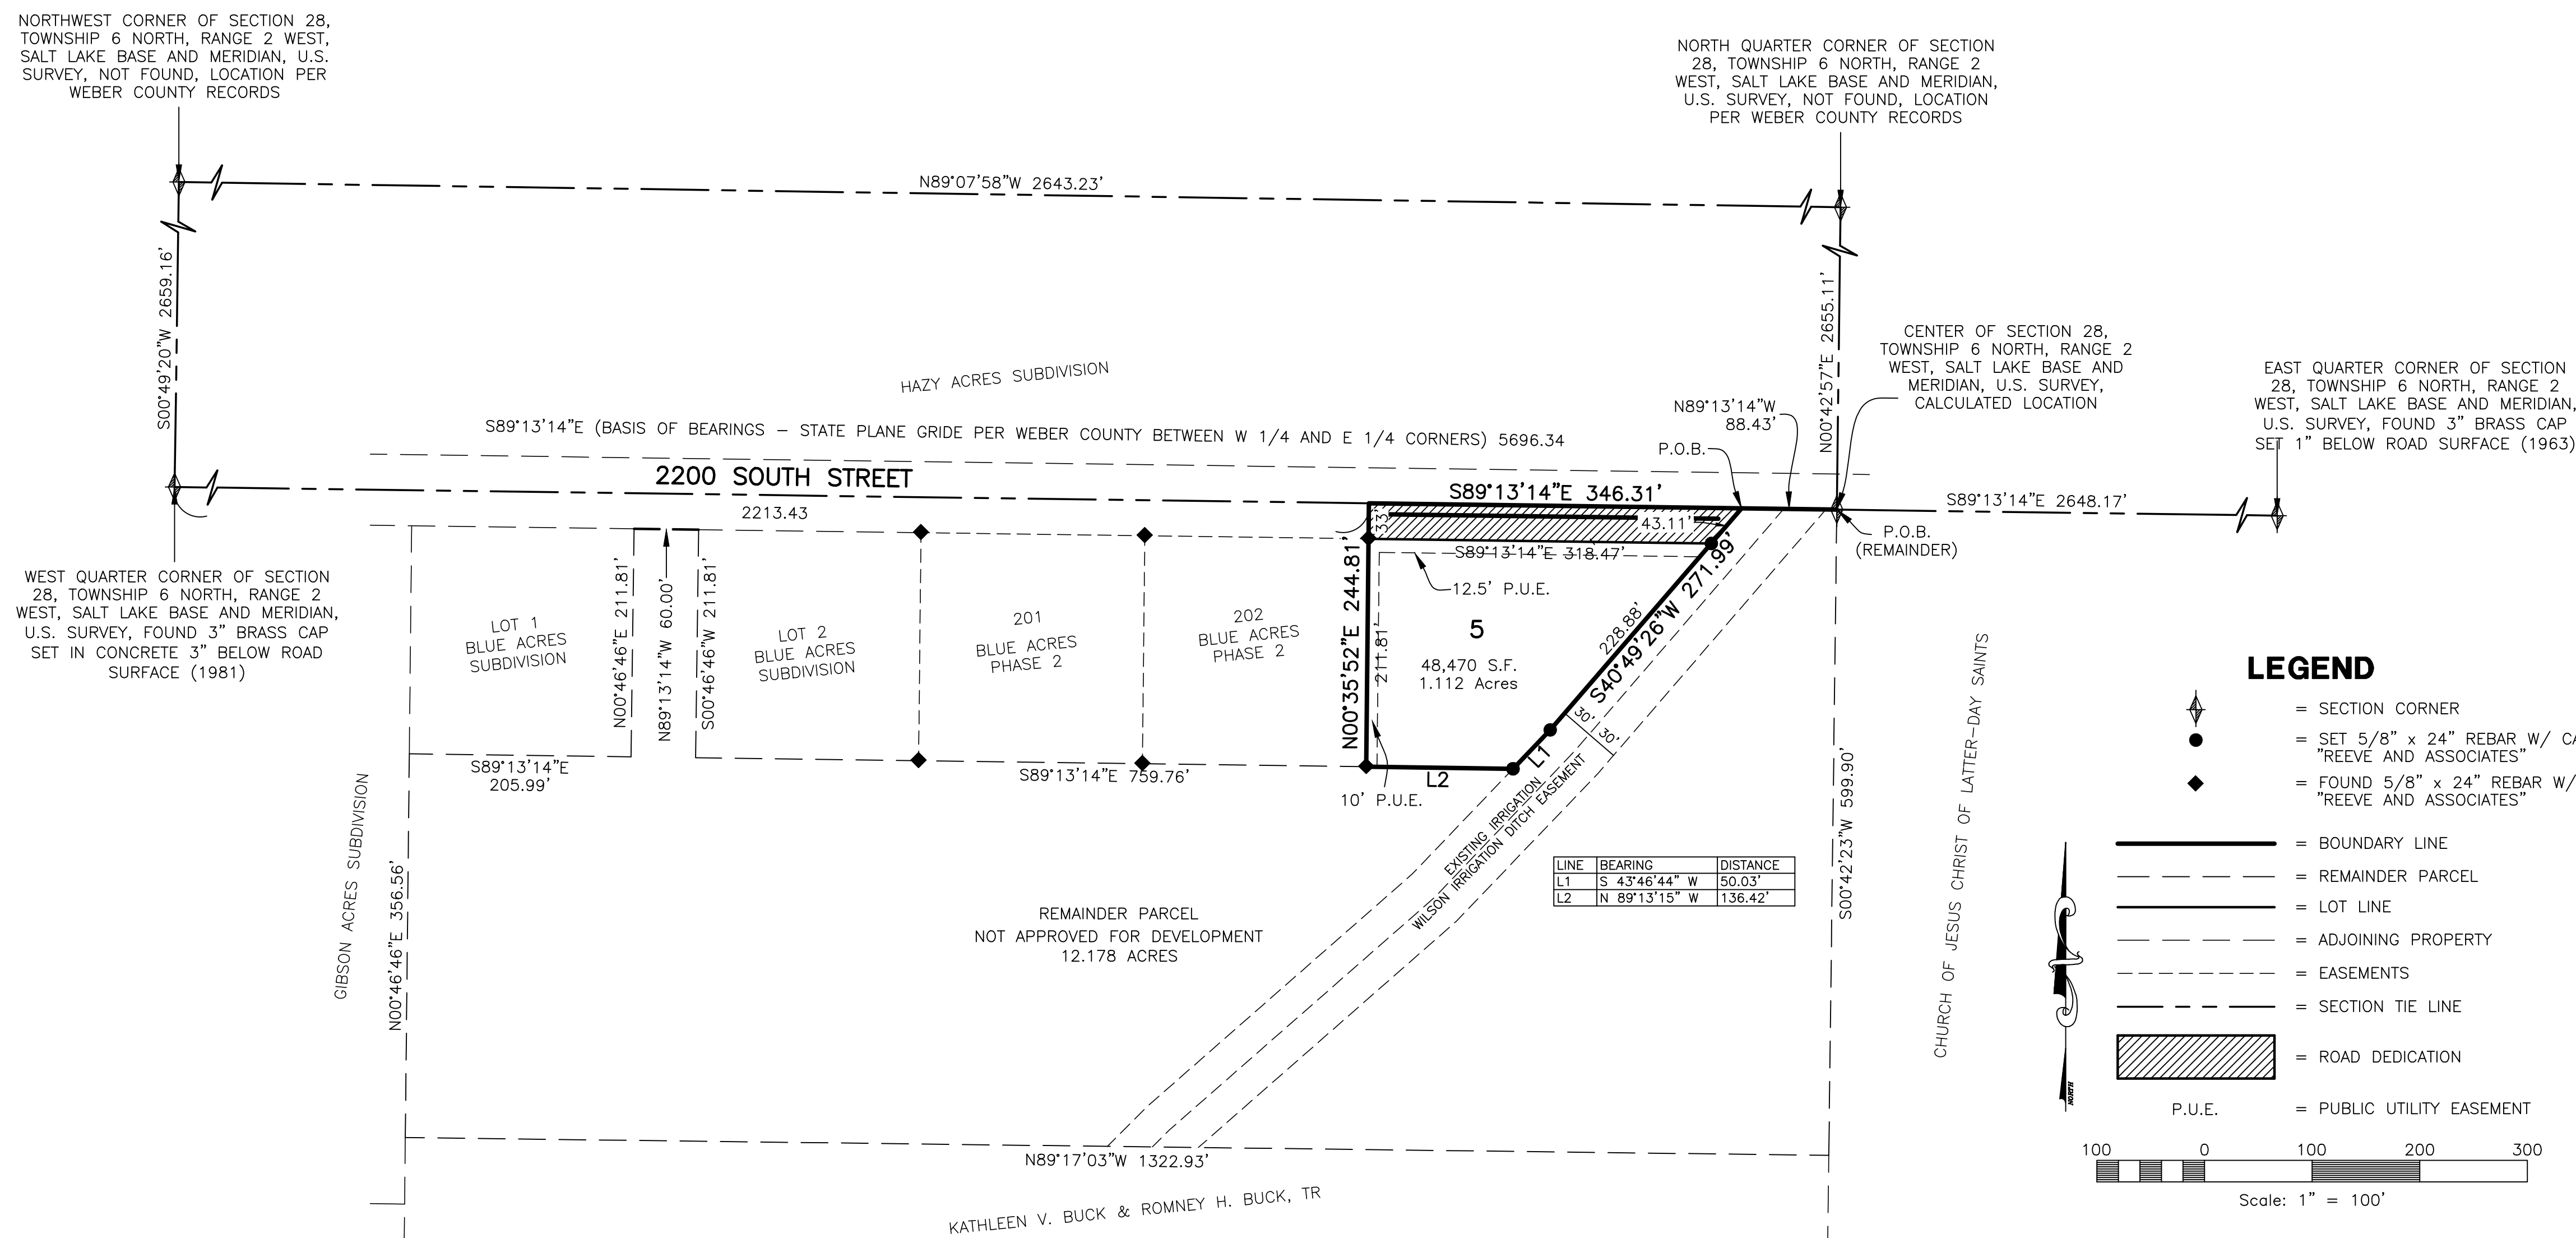 NORTHWEST CORNER OF SECTION 28,
TOWNSHIP 6 NORTH, RANGE 2 WEST,
SALT LAKE BASE AND MERIDIAN, U.S.
SURVEY, NOT FOUND, LOCATION PER
WEBER COUNTY RECORDS
NORTH QUARTER CORNER OF SECTION
28, TOWNSHIP 6 NORTH, RANGE 2
WEST, SALT LAKE BASE AND MERIDIAN,
U.S. SURVEY, NOT FOUND, LOCATION
PER WEBER COUNTY RECORDS
N89°07'58"W 2643.23'
S00°49'20"W 2659.16'
N00°42'57"E 2655.11'
CENTER OF SECTION 28,
TOWNSHIP 6 NORTH, RANGE 2
WEST, SALT LAKE BASE AND
MERIDIAN, U.S. SURVEY,
CALCULATED LOCATION
EAST QUARTER CORNER OF SECTION
28, TOWNSHIP 6 NORTH, RANGE 2
WEST, SALT LAKE BASE AND MERIDIAN,
U.S. SURVEY, FOUND 3" BRASS CAP
SET 1" BELOW ROAD SURFACE (1963)
HAZY ACRES SUBDIVISION
N89°13'14"W
88.43'
S89°13'14"E (BASIS OF BEARINGS – STATE PLANE GRIDE PER WEBER COUNTY BETWEEN W 1/4 AND E 1/4 CORNERS) 5696.34
P.O.B.
2200 SOUTH STREET
S89°13'14"E 346.31'
S89°13'14"E 2648.17'
2213.43
33'
43.11'
P.O.B.
(REMAINDER)
S89°13'14"E 318.47'
12.5' P.U.E.
WEST QUARTER CORNER OF SECTION
28, TOWNSHIP 6 NORTH, RANGE 2
WEST, SALT LAKE BASE AND MERIDIAN,
U.S. SURVEY, FOUND 3" BRASS CAP
SET IN CONCRETE 3" BELOW ROAD
SURFACE (1981)
LOT 1
BLUE ACRES
SUBDIVISION
N00°46'46"E 211.81'
N89°13'14"W 60.00'
S00°46'46"W 211.81'
LOT 2
BLUE ACRES
SUBDIVISION
201
BLUE ACRES
PHASE 2
202
BLUE ACRES
PHASE 2
N00°35'52"E 244.81'
211.81'
5
48,470 S.F.
1.112 Acres
228.88'
S40°49'26"W 271.99'
30'
30'
L1
L2
10' P.U.E.
S89°13'14"E
205.99'
S89°13'14"E 759.76'
EXISTING IRRIGATION
WILSON IRRIGATION DITCH EASEMENT
GIBSON ACRES SUBDIVISION
N00°46'46"E 356.56'
LINE BEARING DISTANCE
L1 S 43°46'44" W 50.03'
L2 N 89°13'15" W 136.42'
S00°42'23"W 599.90'
CHURCH OF JESUS CHRIST OF LATTER-DAY SAINTS
REMAINDER PARCEL
NOT APPROVED FOR DEVELOPMENT
12.178 ACRES
N89°17'03"W 1322.93'
KATHLEEN V. BUCK & ROMNEY H. BUCK, TR
LEGEND
= SECTION CORNER
= SET 5/8" x 24" REBAR W/
"REEVE AND ASSOCIATES"
= FOUND 5/8" x 24" REBAR W/
"REEVE AND ASSOCIATES"
= BOUNDARY LINE
= REMAINDER PARCEL
= LOT LINE
= ADJOINING PROPERTY
= EASEMENTS
= SECTION TIE LINE
= ROAD DEDICATION
P.U.E. = PUBLIC UTILITY EASEMENT
NORTH
100 0 100 200 300
Scale: 1" = 100'